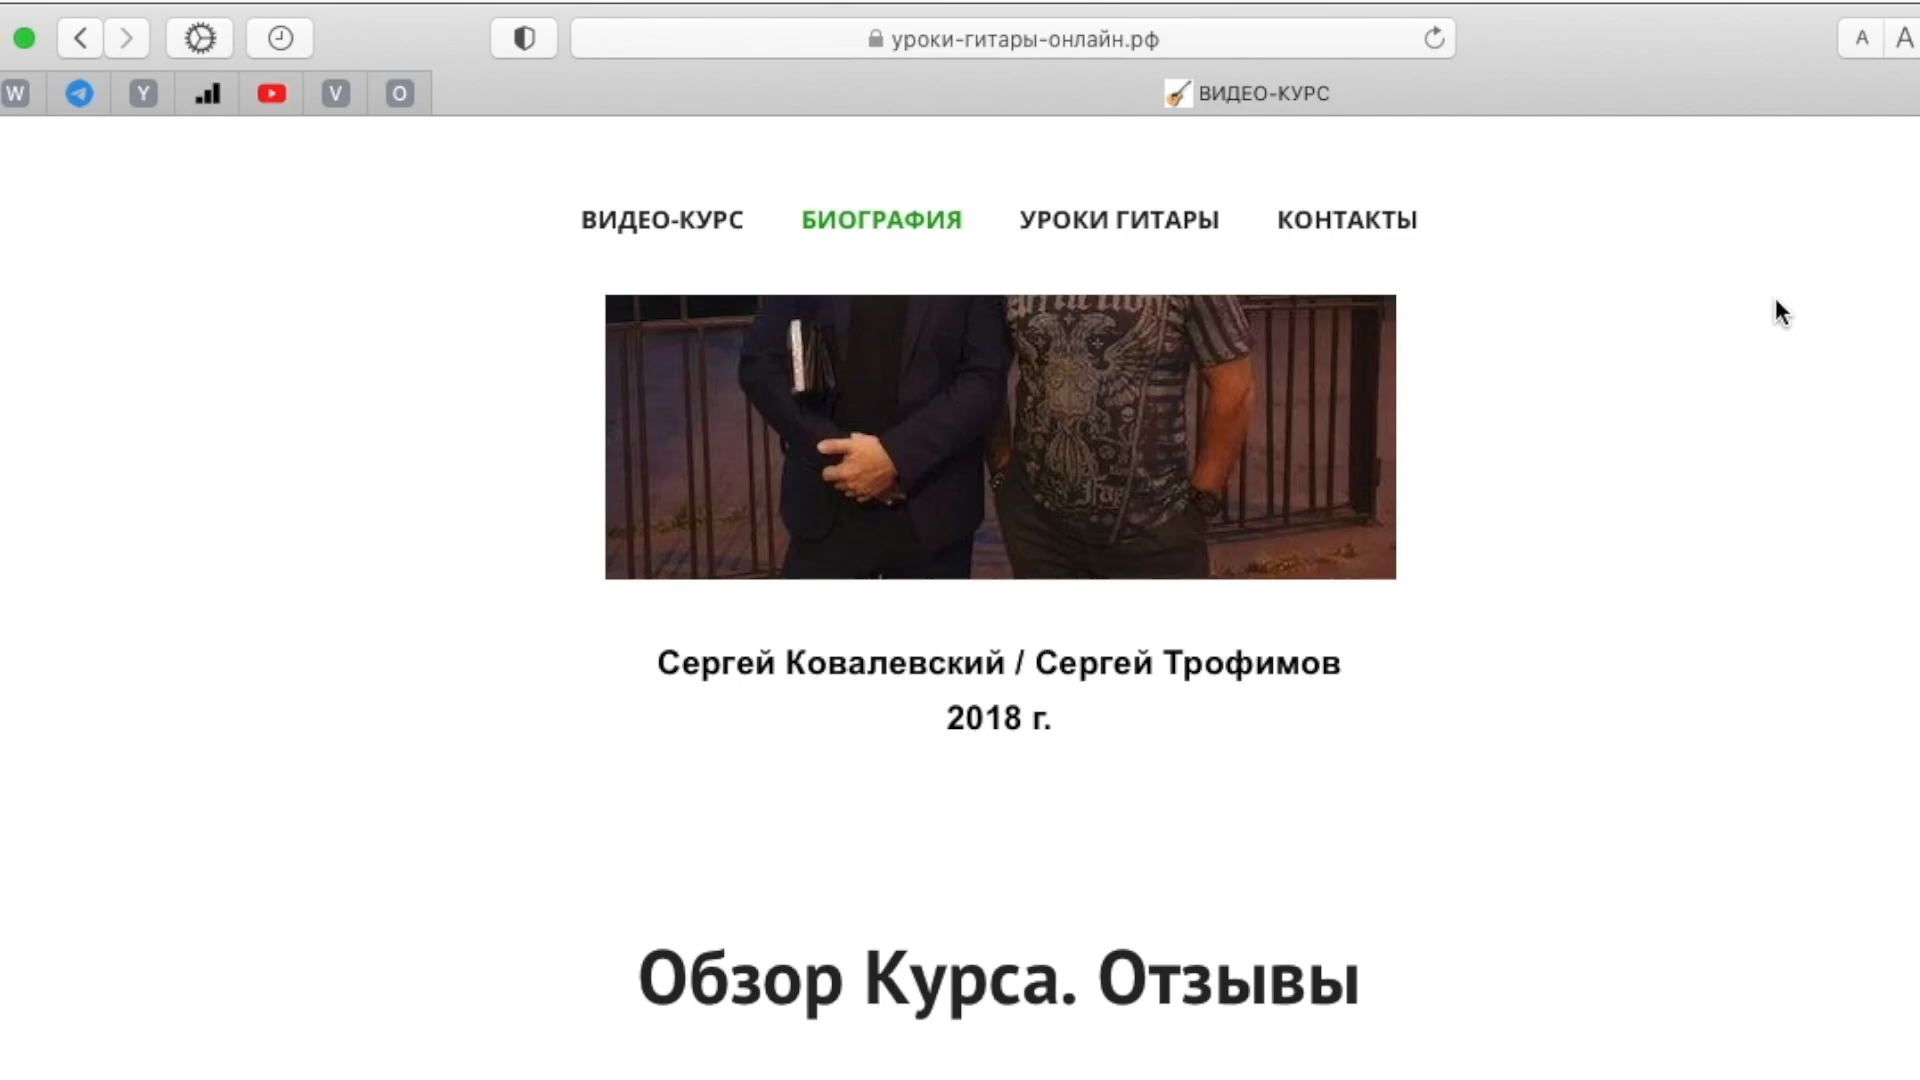 уроки-гитары-онлайн.рф
A A
W Y V O
ВИДЕО-КУРС
ВИДЕО-КУРС БИОГРАФИЯ УРОКИ ГИТАРЫ КОНТАКТЫ
Сергей Ковалевский / Сергей Трофимов
2018 г.
Обзор Курса. Отзывы